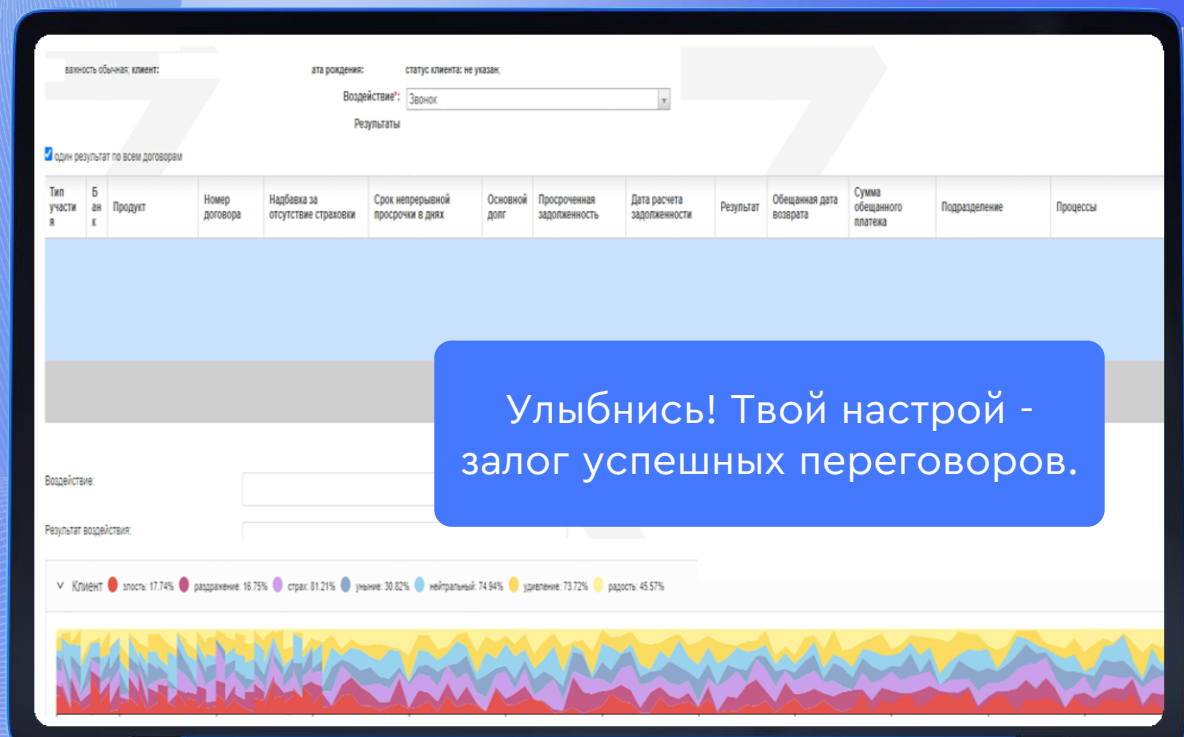 важность обычная; клиент:
ата рождения:
статус клиента: не указан;
Воздействие*: Звонок
Результаты
один результат по всем договорам
Тип
участи
я
Б
ан
к
Продукт
Номер
договора
Надбавка за
отсутствие страховки
Срок непрерывной
просрочки в днях
Основной
долг
Просроченная
задолженность
Дата расчета
задолженности
Результат
Обещанная дата
возврата
Сумма
обещанного
платежа
Подразделение
Процессы
Улыбнись! Твой настрой -
залог успешных переговоров.
Воздействие:
Результат воздействия:
Клиент злость: 17.74% раздражение: 16.75% страх: 81.21% уныние: 30.82% нейтральный: 74.94% удивление: 73.72% радость: 45.57%